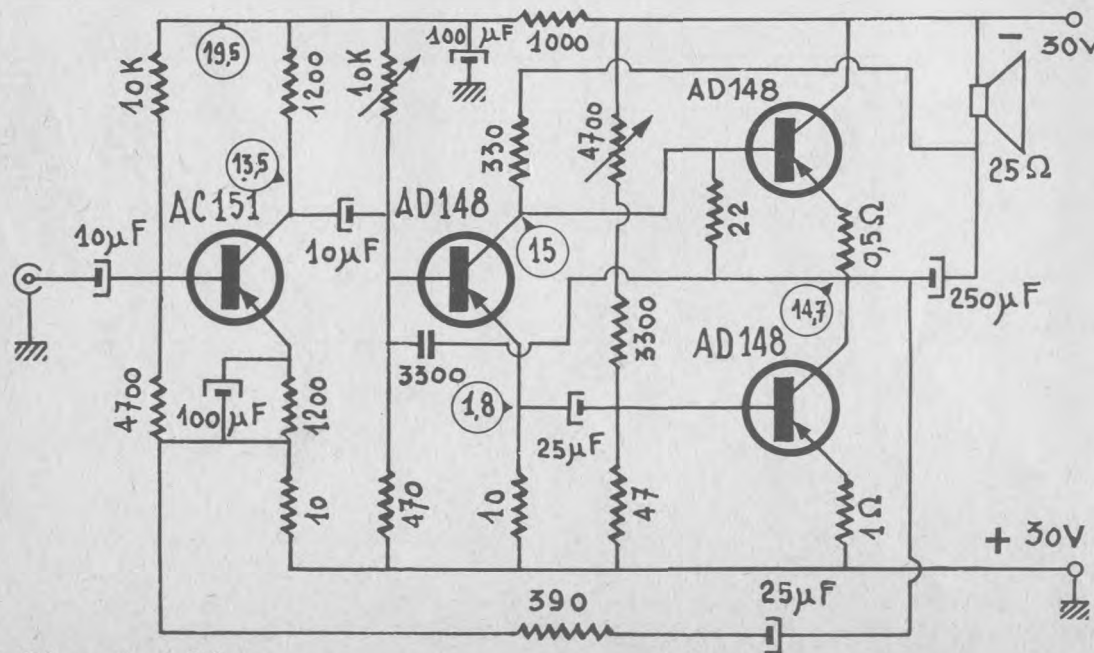 100 µF
1000
30V
10K
19,5
1200
10K
330
4700
AD148
25Ω
13,5
AC151
AD148
10µF
10µF
15
22
0,5Ω
14,7
250µF
3300
3300
AD148
4700
100µF
1200
1,8
25µF
10
470
10
47
1Ω
+ 30V
390
25µF